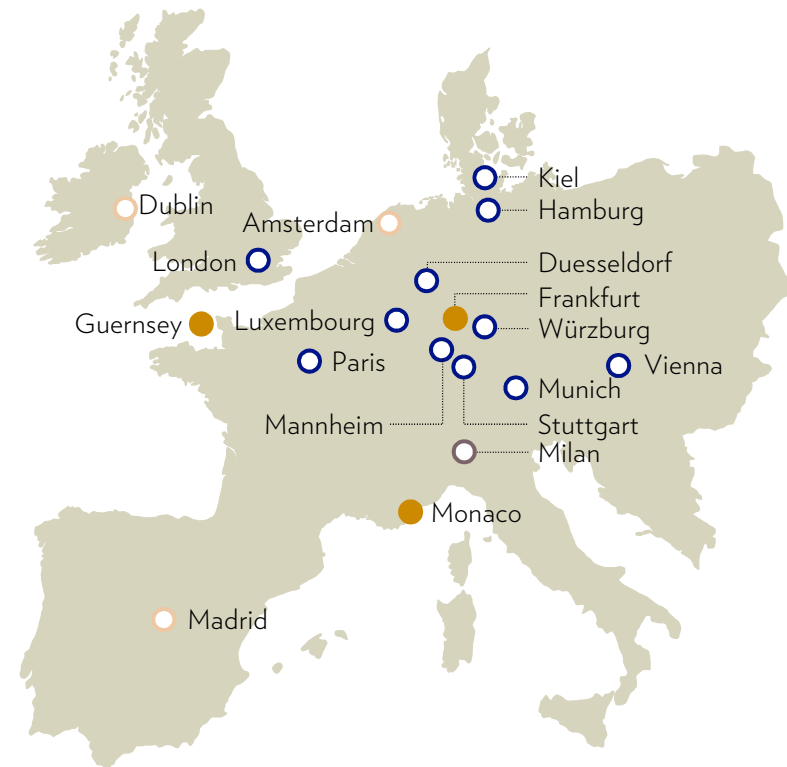 Kiel
Dublin
Hamburg
Amsterdam
London
Duesseldorf
Frankfurt
Guernsey
Luxembourg
Würzburg
Paris
Vienna
Munich
Mannheim
Stuttgart
Milan
Monaco
Madrid